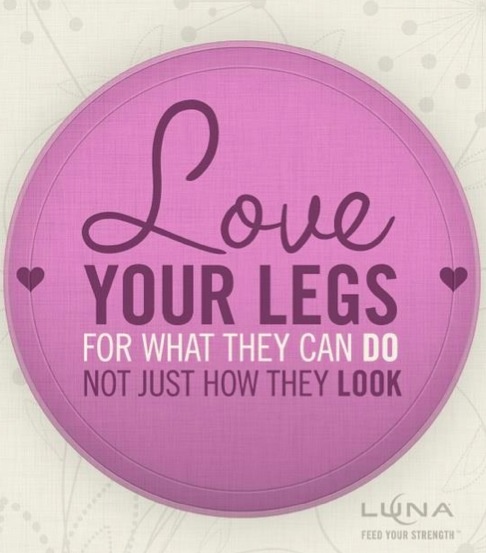 Love
YOUR LEGS
FOR WHAT THEY CAN DO
NOT JUST HOW THEY LOOK
LUNA
FEED YOUR STRENGTH™